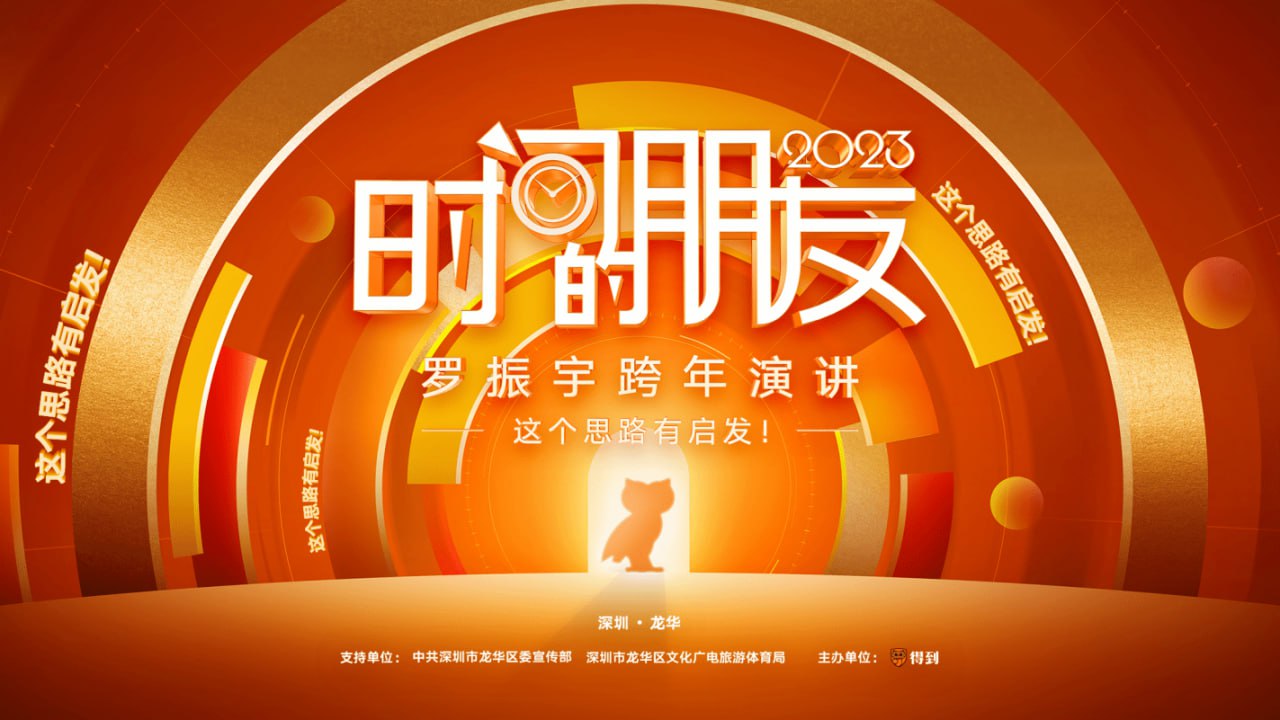 时间的朋友 2023
罗振宇跨年演讲
这个思路有启发!
这个思路有启发!
这个思路有启发!
这个思路有启发!
深圳·龙华
支持单位: 中共深圳市龙华区委宣传部 深圳市龙华区文化广电旅游体育局 主办单位: 得到